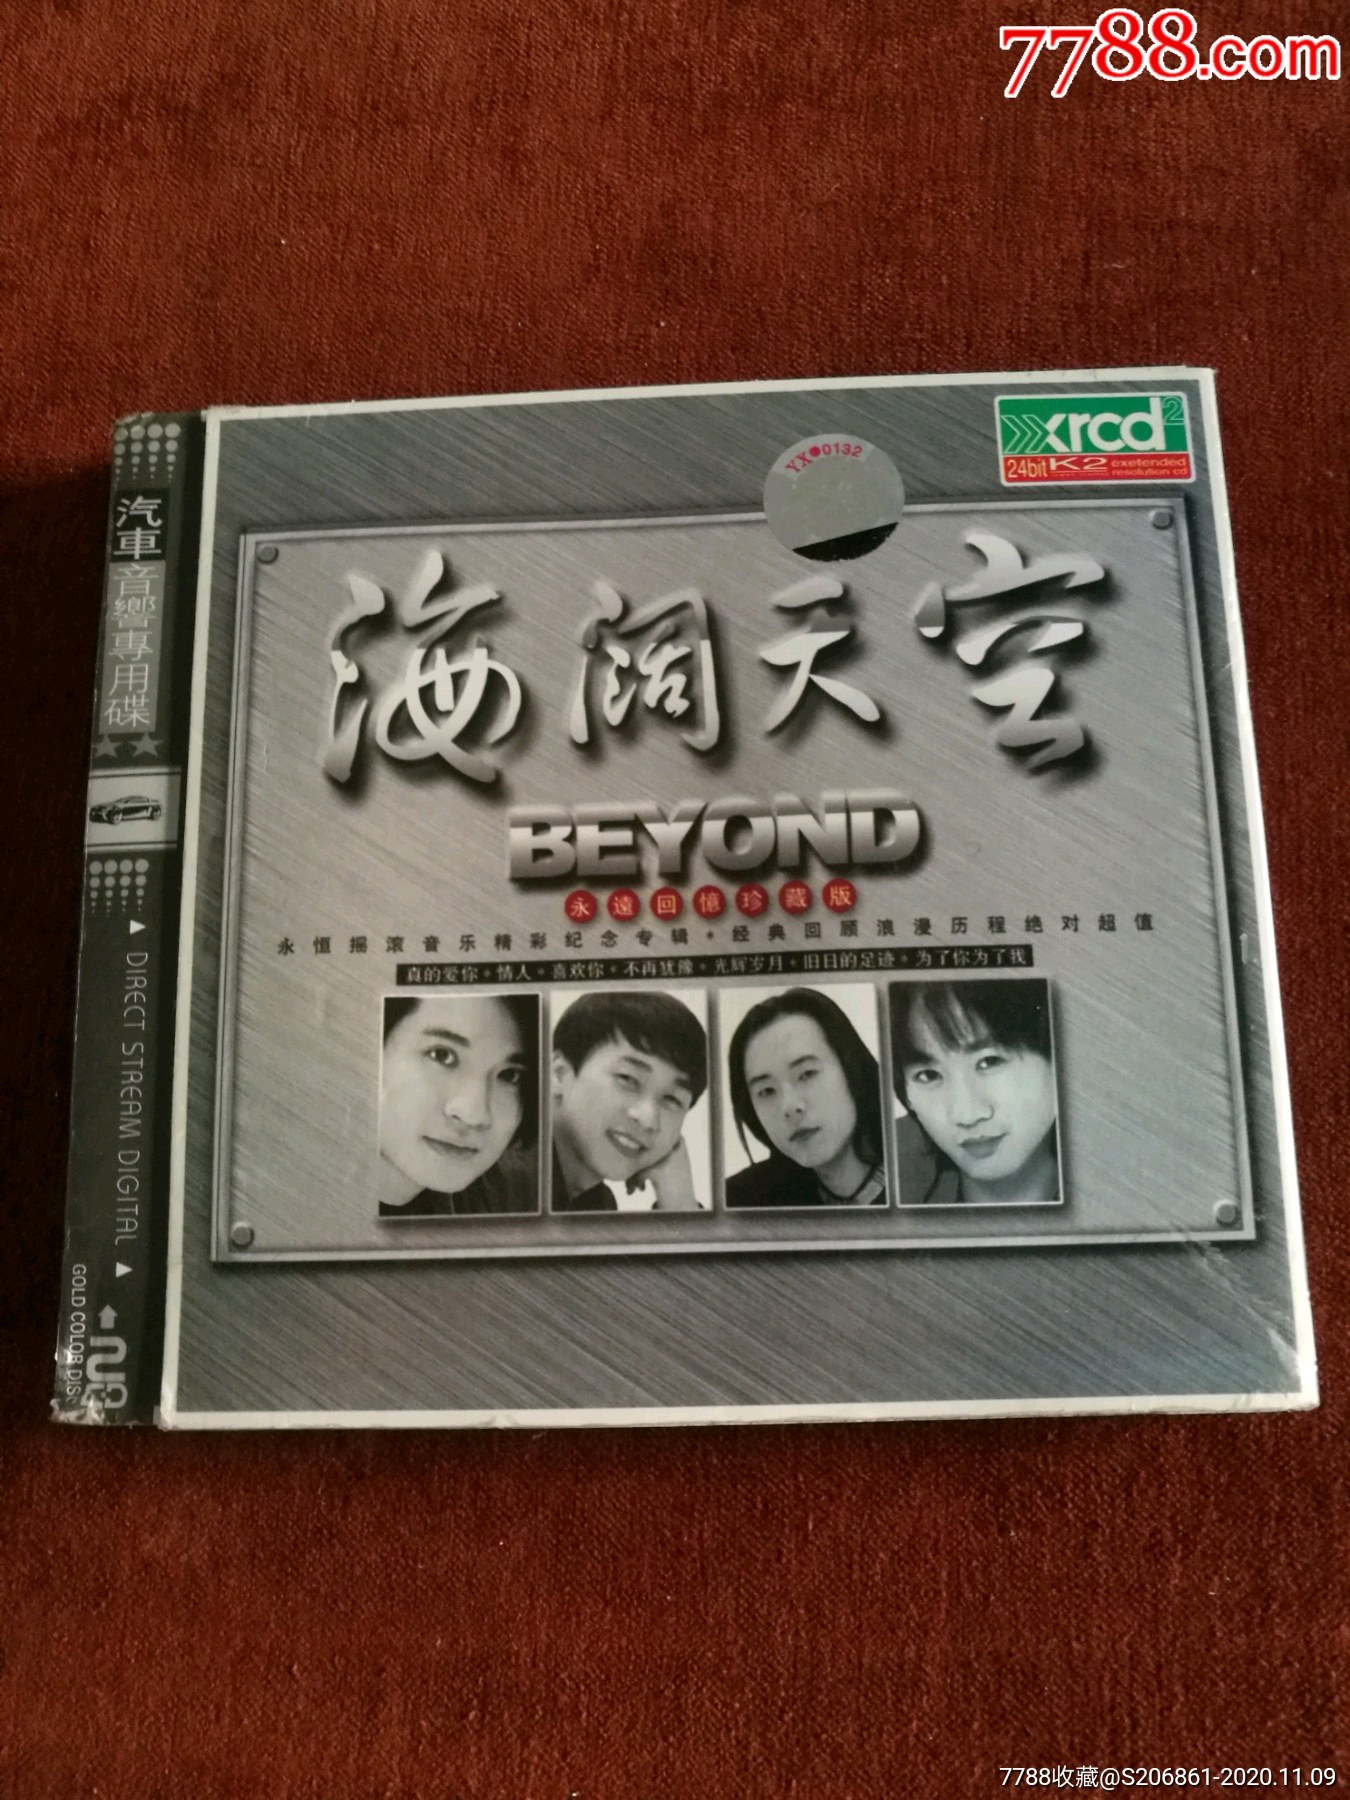 7788.com
xrcd2
24bit K2 exetended
resolution cd
YX●0132
海阔天空
BEYOND
永遠回憶珍藏版
永恒摇滚音乐精彩纪念专辑•经典回顾浪漫历程绝对超值
真的爱你•情人•喜欢你•不再犹豫•光辉岁月•旧日的足迹•为了你为了我
汽車音響專用碟
★★
▲ DIRECT STREAM DIGITAL ▲
GOLD COLOR DISC
7788收藏@S206861-2020.11.09